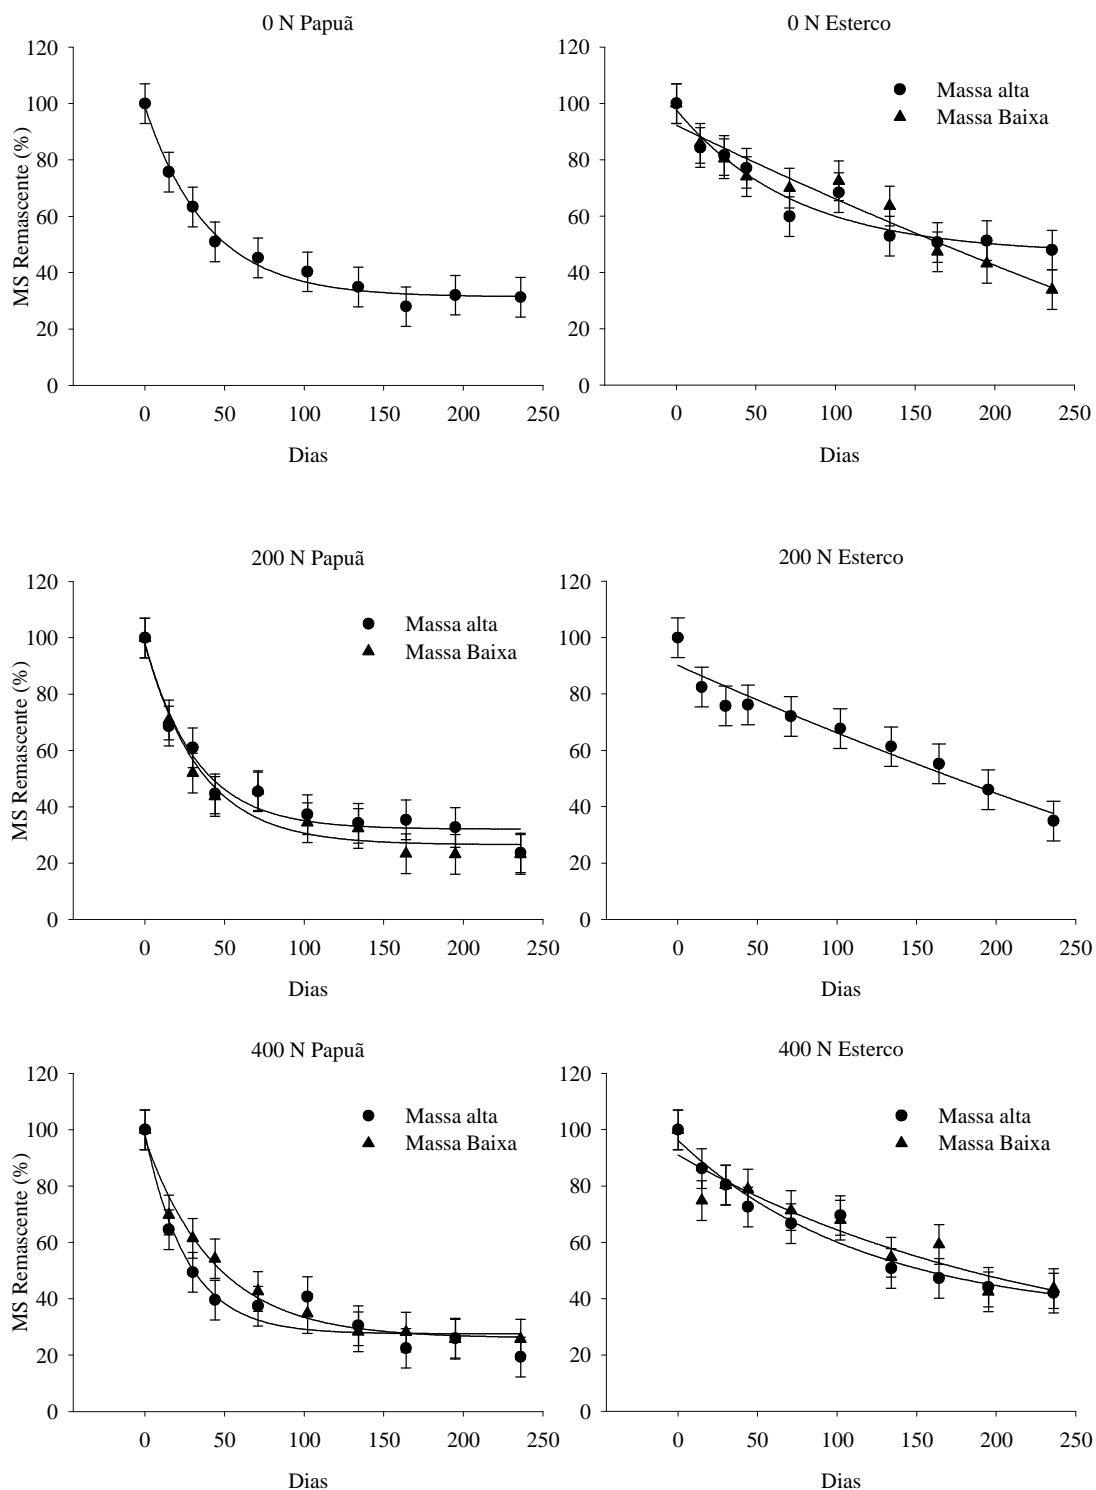 0 N Papuã
0 N Esterco
120
100
80
60
40
20
0
MS Remascente (%)
0 50 100 150 200 250
Dias
120
100
80
60
40
20
0
Massa alta
Massa Baixa
0 50 100 150 200 250
Dias
200 N Papuã
200 N Esterco
120
100
80
60
40
20
0
MS Remascente (%)
Massa alta
Massa Baixa
0 50 100 150 200 250
Dias
120
100
80
60
40
20
0
0 50 100 150 200 250
Dias
400 N Papuã
400 N Esterco
120
100
80
60
40
20
0
MS Remascente (%)
Massa alta
Massa Baixa
0 50 100 150 200 250
Dias
120
100
80
60
40
20
0
Massa alta
Massa Baixa
0 50 100 150 200 250
Dias